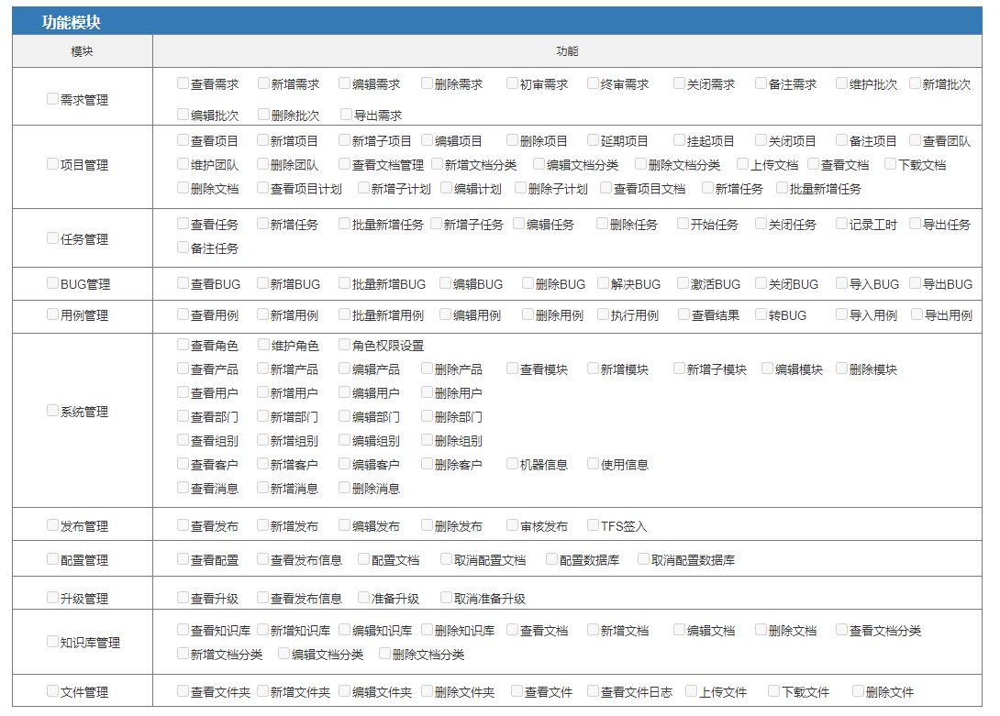 功能模块
模块 功能
需求管理
查看需求 新增需求 编辑需求 删除需求 初审需求 终审需求 关闭需求 备注需求 维护批次 新增批次
编辑批次 删除批次 导出需求
项目管理
查看项目 新增项目 新增子项目 编辑项目 删除项目 延期项目 挂起项目 关闭项目 备注项目 查看团队
维护团队 删除团队 查看文档管理 新增文档分类 编辑文档分类 删除文档分类 上传文档 查看文档 下载文档
删除文档 查看项目计划 新增子计划 编辑计划 删除子计划 查看项目文档 新增任务 批量新增任务
任务管理
查看任务 新增任务 批量新增任务 新增子任务 编辑任务 删除任务 开始任务 关闭任务 记录工时 导出任务
备注任务
BUG管理 查看BUG 新增BUG 批量新增BUG 编辑BUG 删除BUG 解决BUG 激活BUG 关闭BUG 导入BUG 导出BUG
用例管理 查看用例 新增用例 批量新增用例 编辑用例 删除用例 执行用例 查看结果 转BUG 导入用例 导出用例
系统管理
查看角色 维护角色 角色权限设置
查看产品 新增产品 编辑产品 删除产品 查看模块 新增模块 新增子模块 编辑模块 删除模块
查看用户 新增用户 编辑用户 删除用户
查看部门 新增部门 编辑部门 删除部门
查看组别 新增组别 编辑组别 删除组别
查看客户 新增客户 编辑客户 删除客户 机器信息 使用信息
查看消息 新增消息 删除消息
发布管理 查看发布 新增发布 编辑发布 删除发布 审核发布 TFS签入
配置管理 查看配置 查看发布信息 配置文档 取消配置文档 配置数据库 取消配置数据库
升级管理 查看升级 查看发布信息 准备升级 取消准备升级
知识库管理
查看知识库 新增知识库 编辑知识库 删除知识库 查看文档 新增文档 编辑文档 删除文档 查看文档分类
新增文档分类 编辑文档分类 删除文档分类
文件管理 查看文件夹 新增文件夹 编辑文件夹 删除文件夹 查看文件 查看文件日志 上传文件 下载文件 删除文件